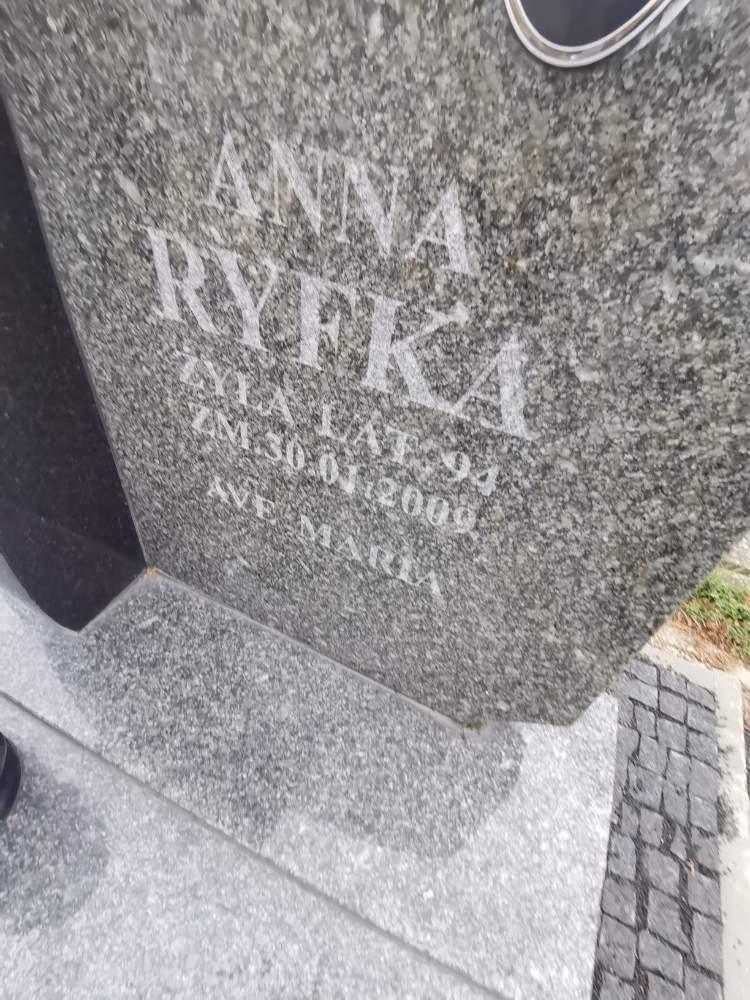 ANNA
RYFKA
ŻYŁA LAT 94
ZM.30.01.2009
AVE MARIA